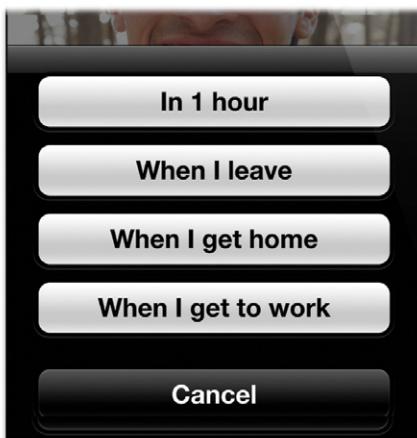 In 1 hour
When I leave
When I get home
When I get to work
Cancel